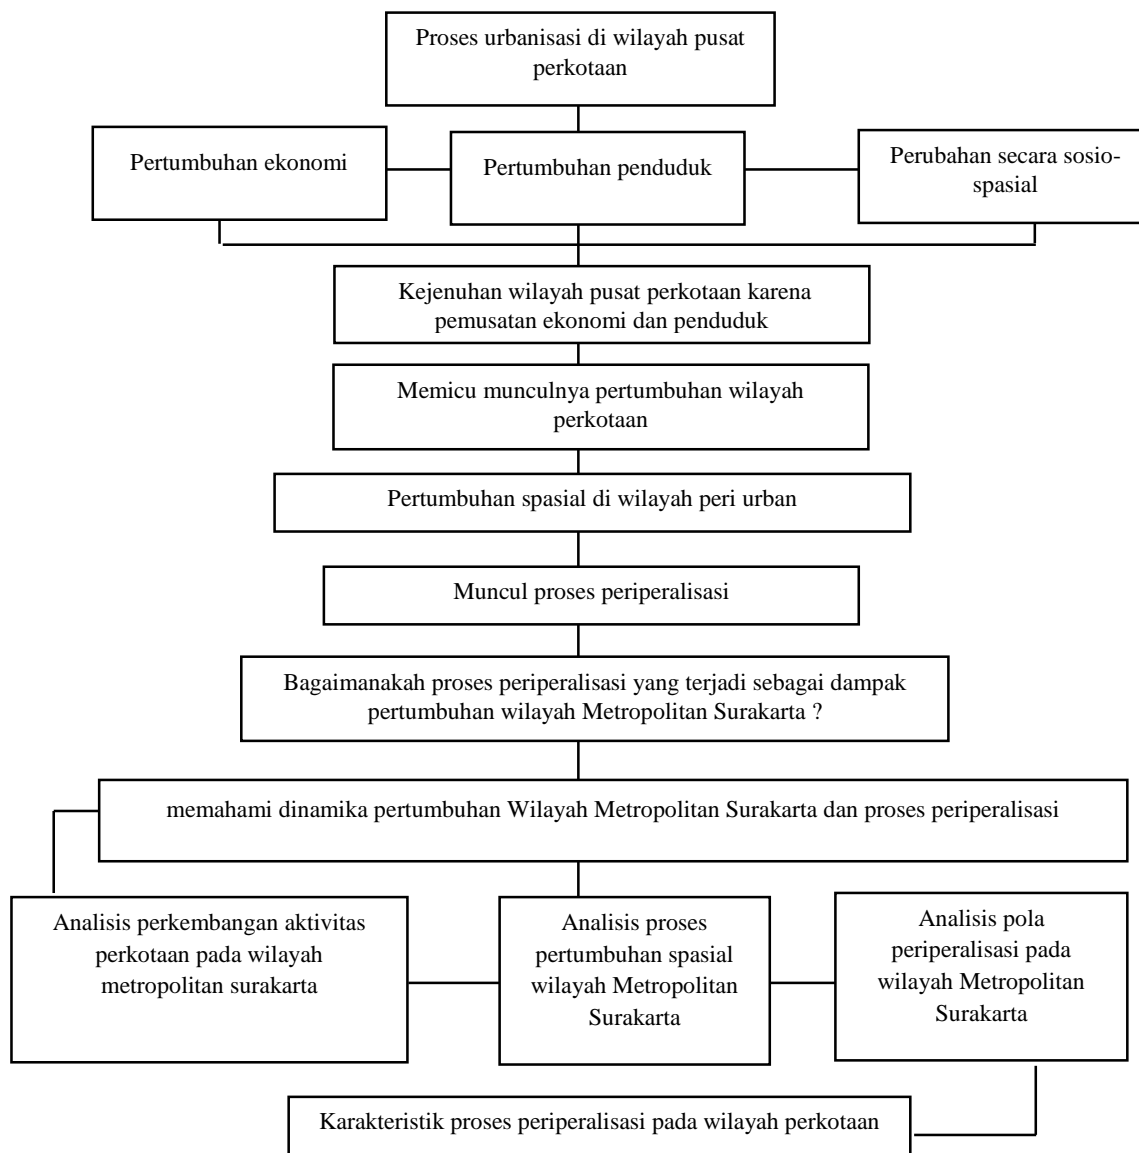 Proses urbanisasi di wilayah pusat
perkotaan
Pertumbuhan ekonomi
Pertumbuhan penduduk
Perubahan secara sosio-
spasial
Kejenuhan wilayah pusat perkotaan karena
pemusatan ekonomi dan penduduk
Memicu munculnya pertumbuhan wilayah
perkotaan
Pertumbuhan spasial di wilayah peri urban
Muncul proses periperalisasi
Bagaimanakah proses periperalisasi yang terjadi sebagai dampak
pertumbuhan wilayah Metropolitan Surakarta ?
memahami dinamika pertumbuhan Wilayah Metropolitan Surakarta dan proses periperalisasi
Analisis perkembangan aktivitas
perkotaan pada wilayah
metropolitan surakarta
Analisis proses
pertumbuhan spasial
wilayah Metropolitan
Surakarta
Analisis pola
periperalisasi pada
wilayah Metropolitan
Surakarta
Karakteristik proses periperalisasi pada wilayah perkotaan